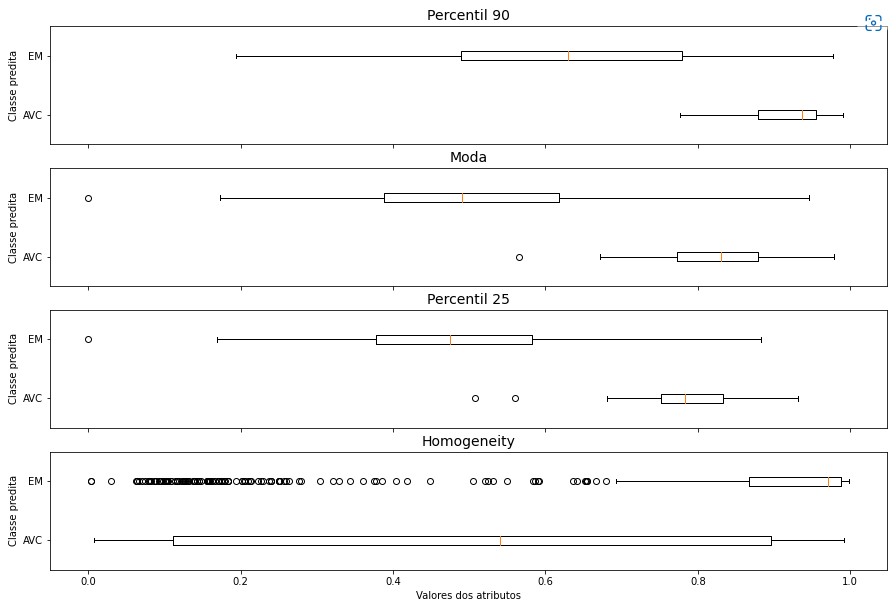 Percentil 90
Classe predita
EM
AVC
Moda
Classe predita
EM
AVC
Percentil 25
Classe predita
EM
AVC
Homogeneity
Classe predita
EM
AVC
0.0 0.2 0.4 0.6 0.8 1.0
Valores dos atributos